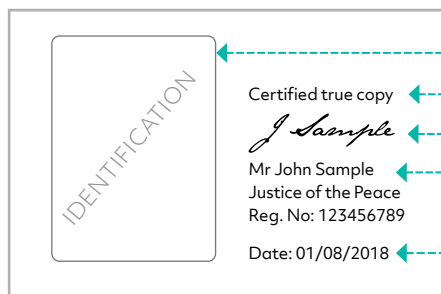 IDENTIFICATION
Certified true copy
J Sample
Mr John Sample
Justice of the Peace
Reg. No: 123456789
Date: 01/08/2018